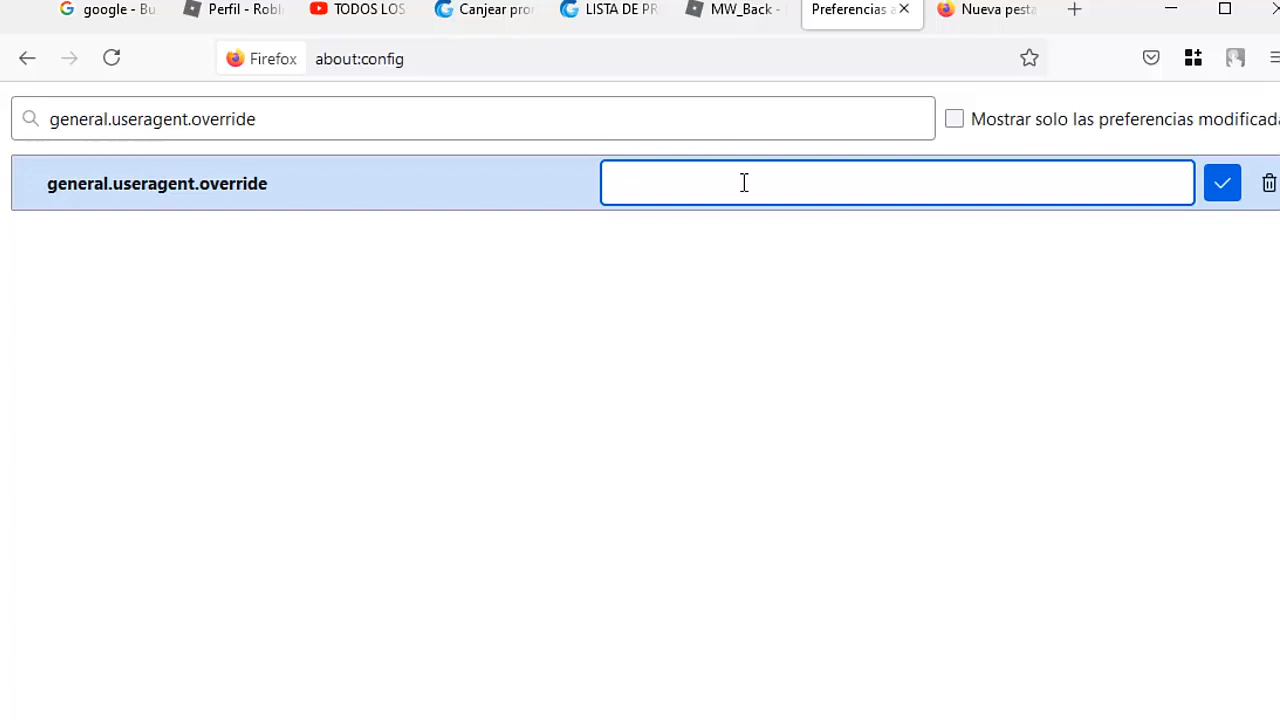 google - Bu
Perfil - Robl
TODOS LOS
Canjear pro
LISTA DE PR
MW_Back -
Preferencias a
Nueva pesta
Firefox
about:config
general.useragent.override
Mostrar solo las preferencias modificada
general.useragent.override